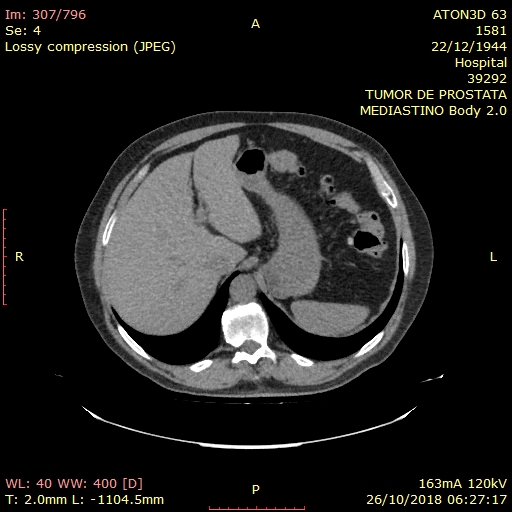 Im: 307/796
Se: 4
Lossy compression (JPEG)
A
ATON3D 63
1581
22/12/1944
Hospital
39292
TUMOR DE PROSTATA
MEDIASTINO Body 2.0
R
L
WL: 40 WW: 400 [D]
T: 2.0mm L: -1104.5mm
P
163mA 120kV
26/10/2018 06:27:17